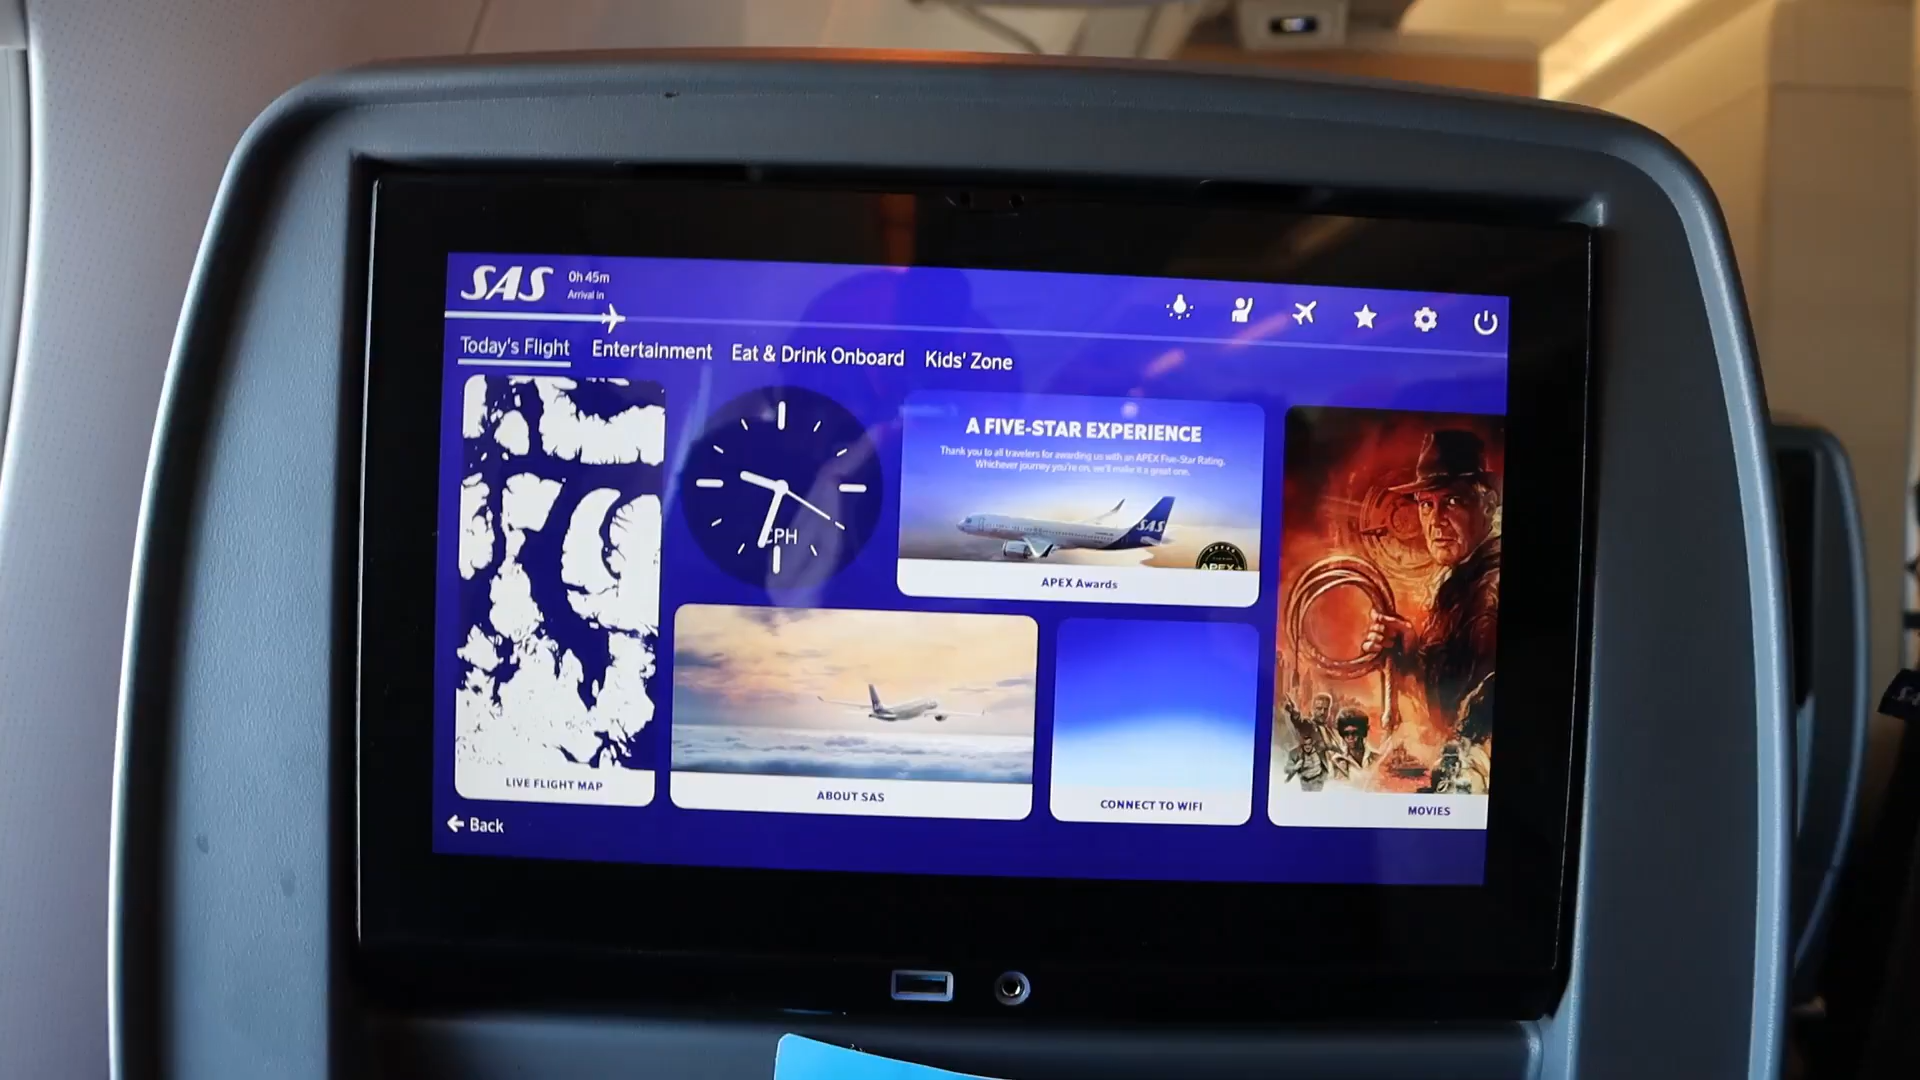 SAS
0h 45m
Arrival in
Today's Flight Entertainment Eat & Drink Onboard Kids' Zone
A FIVE-STAR EXPERIENCE
Thank you to all travelers for awarding us with an APEX Five-Star Rating.
Whichever journey you're on, we'll make it a great one.
CPH
SAS
APEX
APEX Awards
LIVE FLIGHT MAP
ABOUT SAS
CONNECT TO WIFI
MOVIES
Back